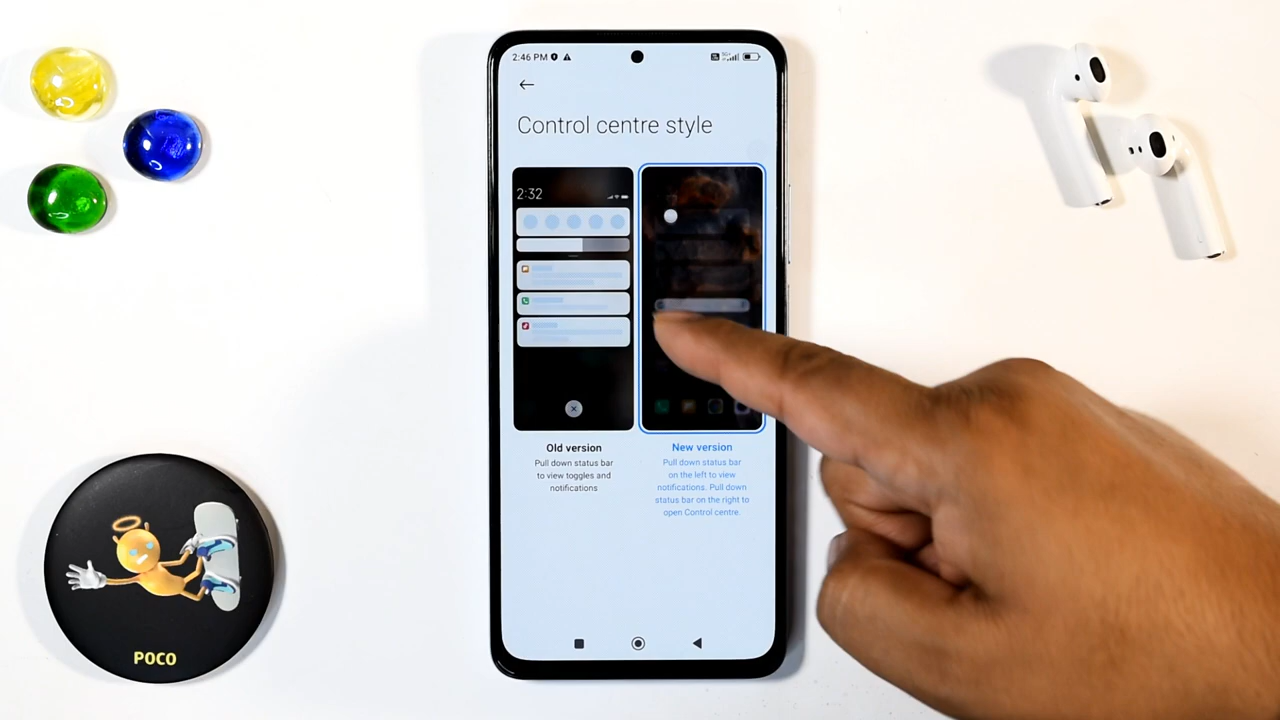 2:46 PM
Control centre style
2:32
Old version
Pull down status bar
to view toggles and
notifications
New version
Pull down status bar
on the left to view
notifications. Pull down
status bar on the right to
open Control centre.
POCO